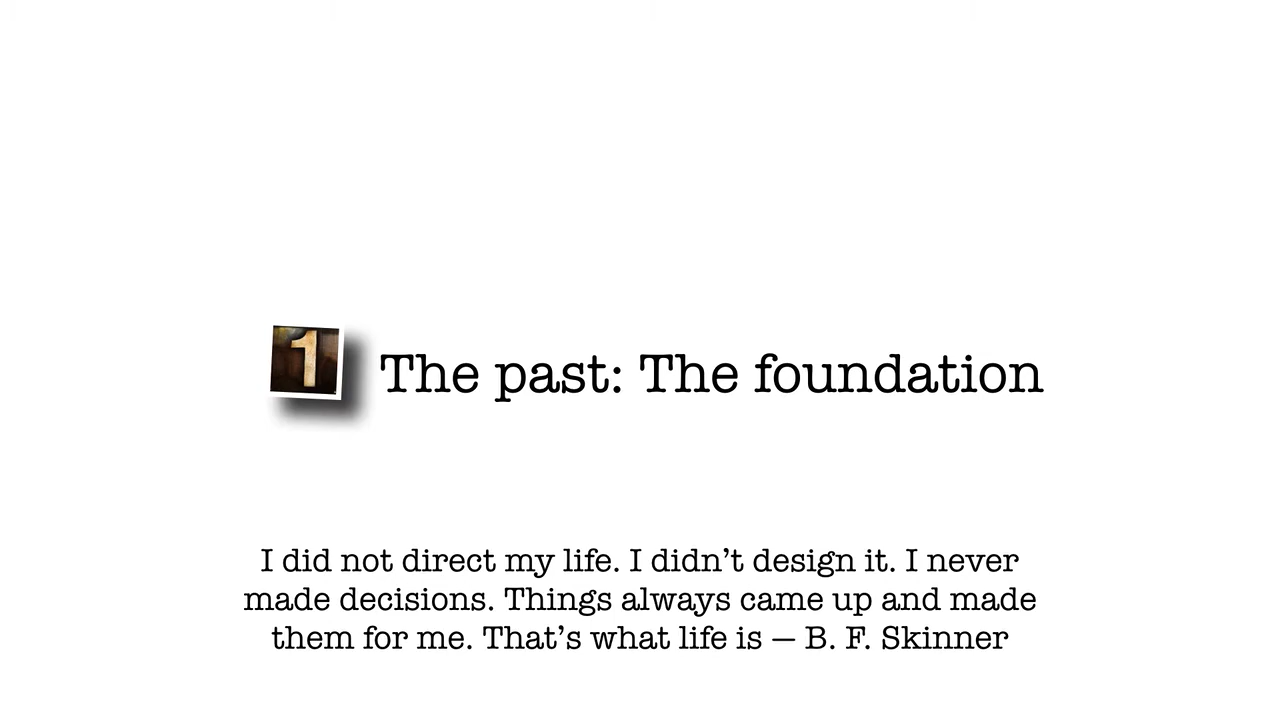 1 The past: The foundation
I did not direct my life. I didn’t design it. I never
made decisions. Things always came up and made
them for me. That’s what life is — B. F. Skinner